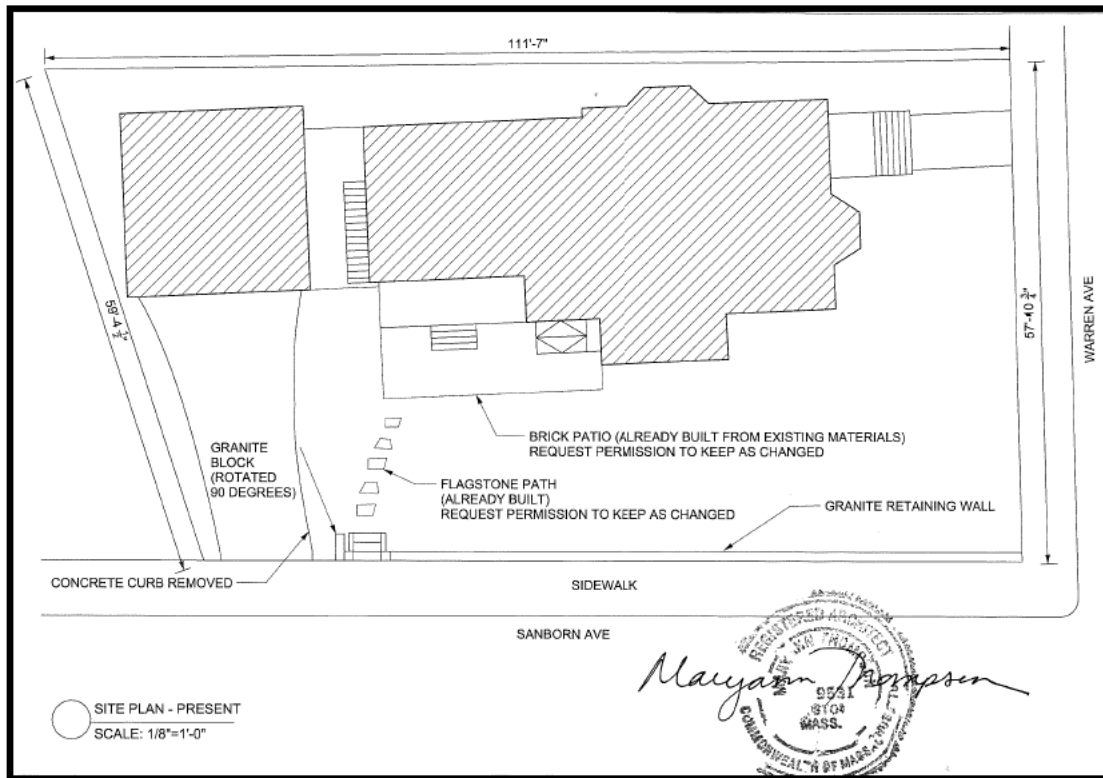 111'-7"
59'-4 1/2"
57'-10 3/4"
WARREN AVE
GRANITE
BLOCK
(ROTATED
90 DEGREES)
BRICK PATIO (ALREADY BUILT FROM EXISTING MATERIALS)
REQUEST PERMISSION TO KEEP AS CHANGED
FLAGSTONE PATH
(ALREADY BUILT)
REQUEST PERMISSION TO KEEP AS CHANGED
GRANITE RETAINING WALL
CONCRETE CURB REMOVED
SIDEWALK
SANBORN AVE
REGISTERED ARCHITECT
MASS.
COMMONWEALTH OF MASS
Maryann Thompson
SITE PLAN - PRESENT
SCALE: 1/8"=1'-0"